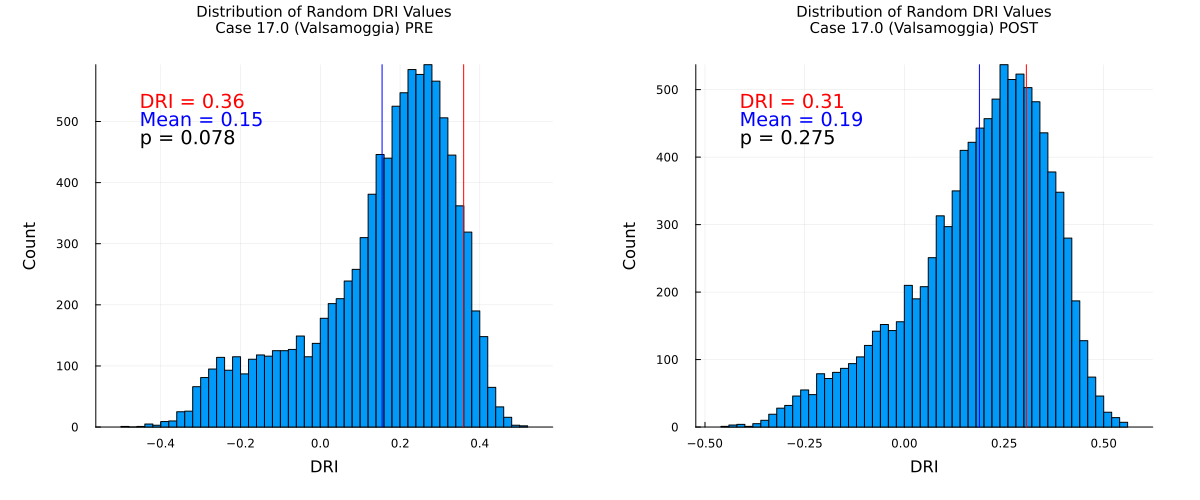 Distribution of Random DRI Values
Case 17.0 (Valsamoggia) PRE
DRI = 0.36
Mean = 0.15
p = 0.078
Count
500
400
300
200
100
0
−0.4
−0.2
0.0
0.2
0.4
DRI
Distribution of Random DRI Values
Case 17.0 (Valsamoggia) POST
DRI = 0.31
Mean = 0.19
p = 0.275
Count
500
400
300
200
100
0
−0.50
−0.25
0.00
0.25
0.50
DRI